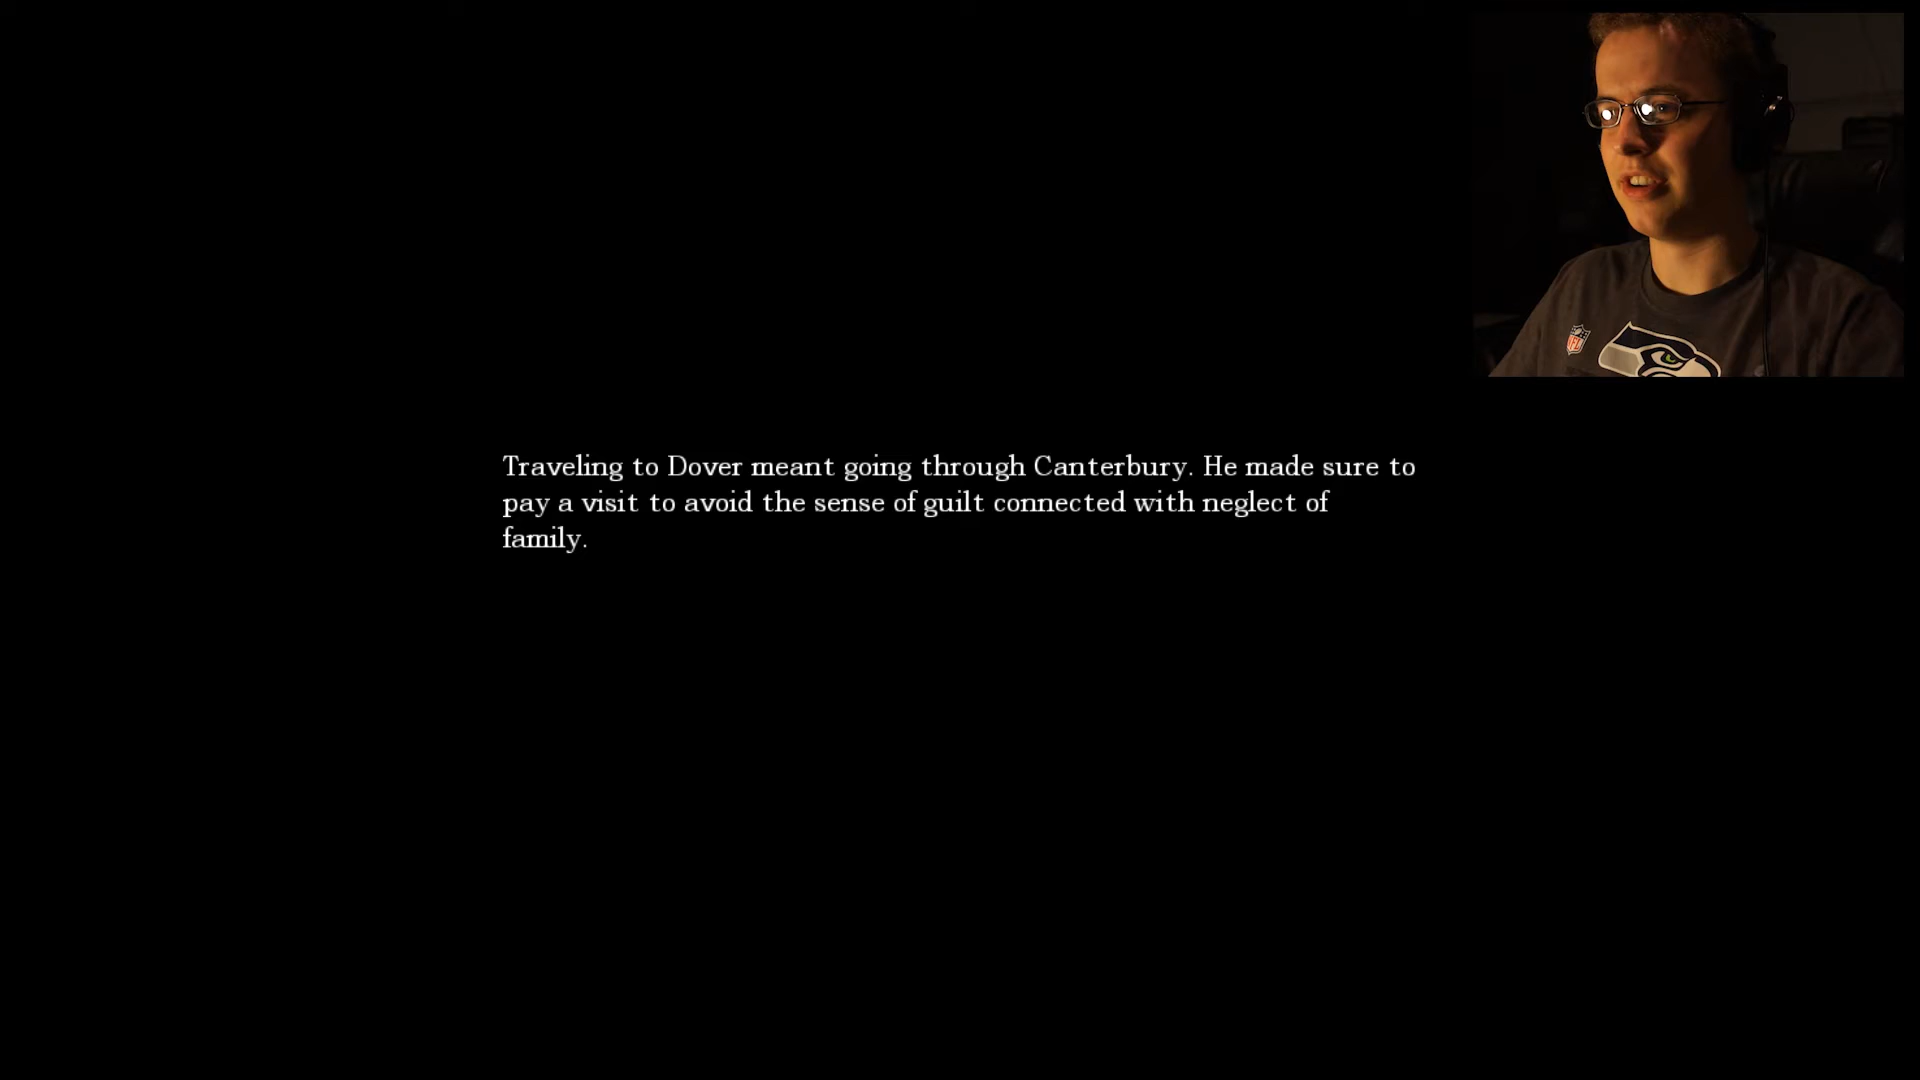 Traveling to Dover meant going through Canterbury. He made sure to
pay a visit to avoid the sense of guilt connected with neglect of
family.
NFL